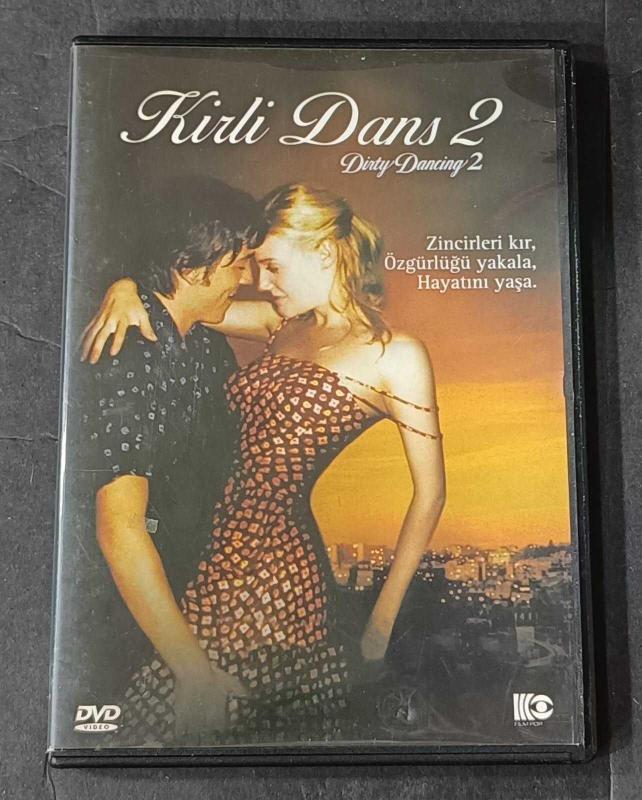 Kirli Dans 2
Dirty Dancing 2
Zincirleri kır,
Özgürlüğü yakala,
Hayatını yaşa.
DVD
VIDEO
FILM POP